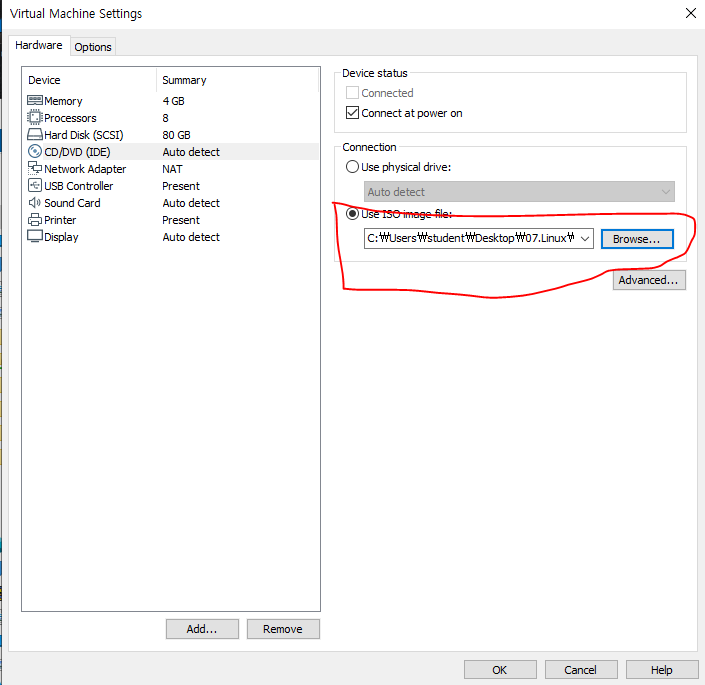 Virtual Machine Settings
Hardware Options
Device Summary
Memory 4 GB
Processors 8
Hard Disk (SCSI) 80 GB
CD/DVD (IDE) Auto detect
Network Adapter NAT
USB Controller Present
Sound Card Auto detect
Printer Present
Display Auto detect
Add... Remove
Device status
Connected
Connect at power on
Connection
Use physical drive:
Auto detect
Use ISO image file:
C:₩Users₩student₩Desktop₩07.Linux₩ Browse...
Advanced...
OK Cancel Help